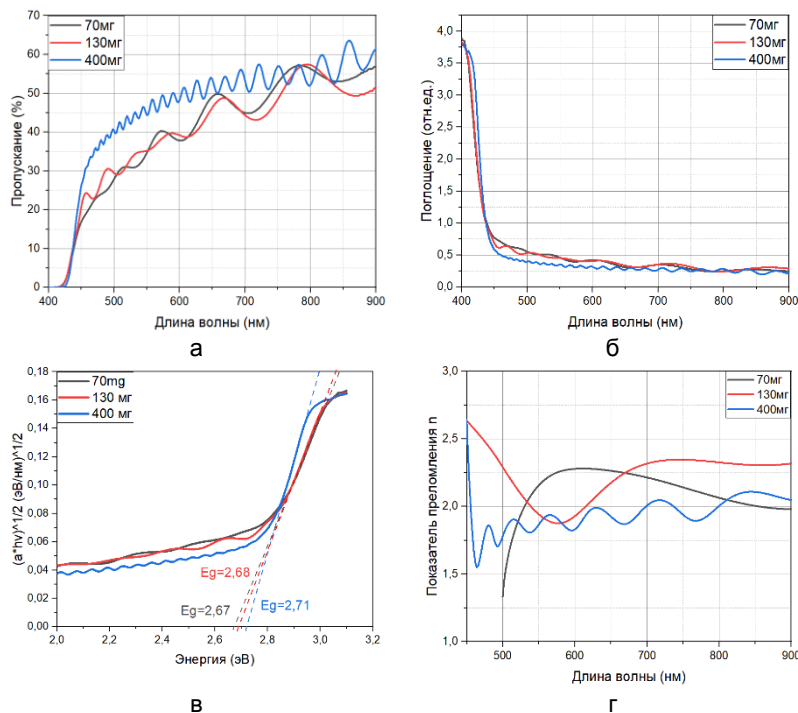 70мг
130мг
400мг
Пропускание (%)
70
60
50
40
30
20
10
0
400 500 600 700 800 900
Длина волны (нм)
а
70мг
130мг
400мг
Поглощение (отн.ед.)
4,0
3,5
3,0
2,5
2,0
1,5
1,0
0,5
0,0
400 500 600 700 800 900
Длина волны (нм)
б
70mg
130 мг
400 мг
(a*hv)^1/2 (эВ/нм)^1/2
0,18
0,16
0,14
0,12
0,10
0,08
0,06
0,04
0,02
0,00
Eg=2,68
Eg=2,67
Eg=2,71
2,0 2,2 2,4 2,6 2,8 3,0 3,2
Энергия (эВ)
в
70мг
130мг
400мг
Показатель преломления n
3,0
2,5
2,0
1,5
1,0
500 600 700 800 900
Длина волны (нм)
г